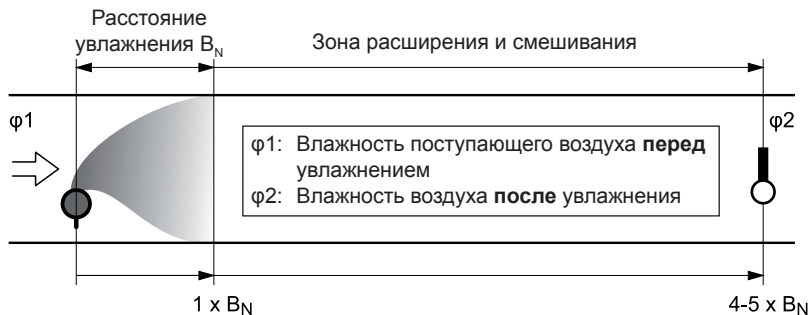 Расстояние
увлажнения B_N
Зона расширения и смешивания
φ1
φ2
φ1: Влажность поступающего воздуха перед
увлажнением
φ2: Влажность воздуха после увлажнения
1 x B_N
4-5 x B_N